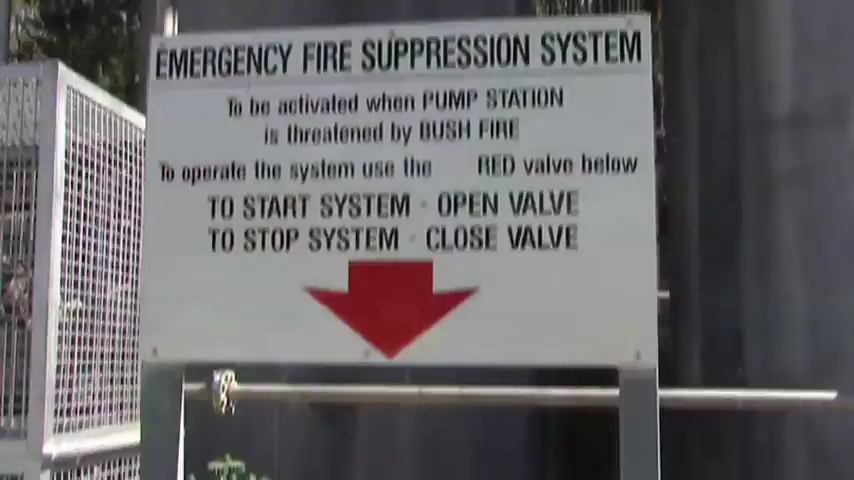 EMERGENCY FIRE SUPPRESSION SYSTEM
To be activated when PUMP STATION
is threatened by BUSH FIRE
To operate the system use the RED valve below
TO START SYSTEM - OPEN VALVE
TO STOP SYSTEM - CLOSE VALVE